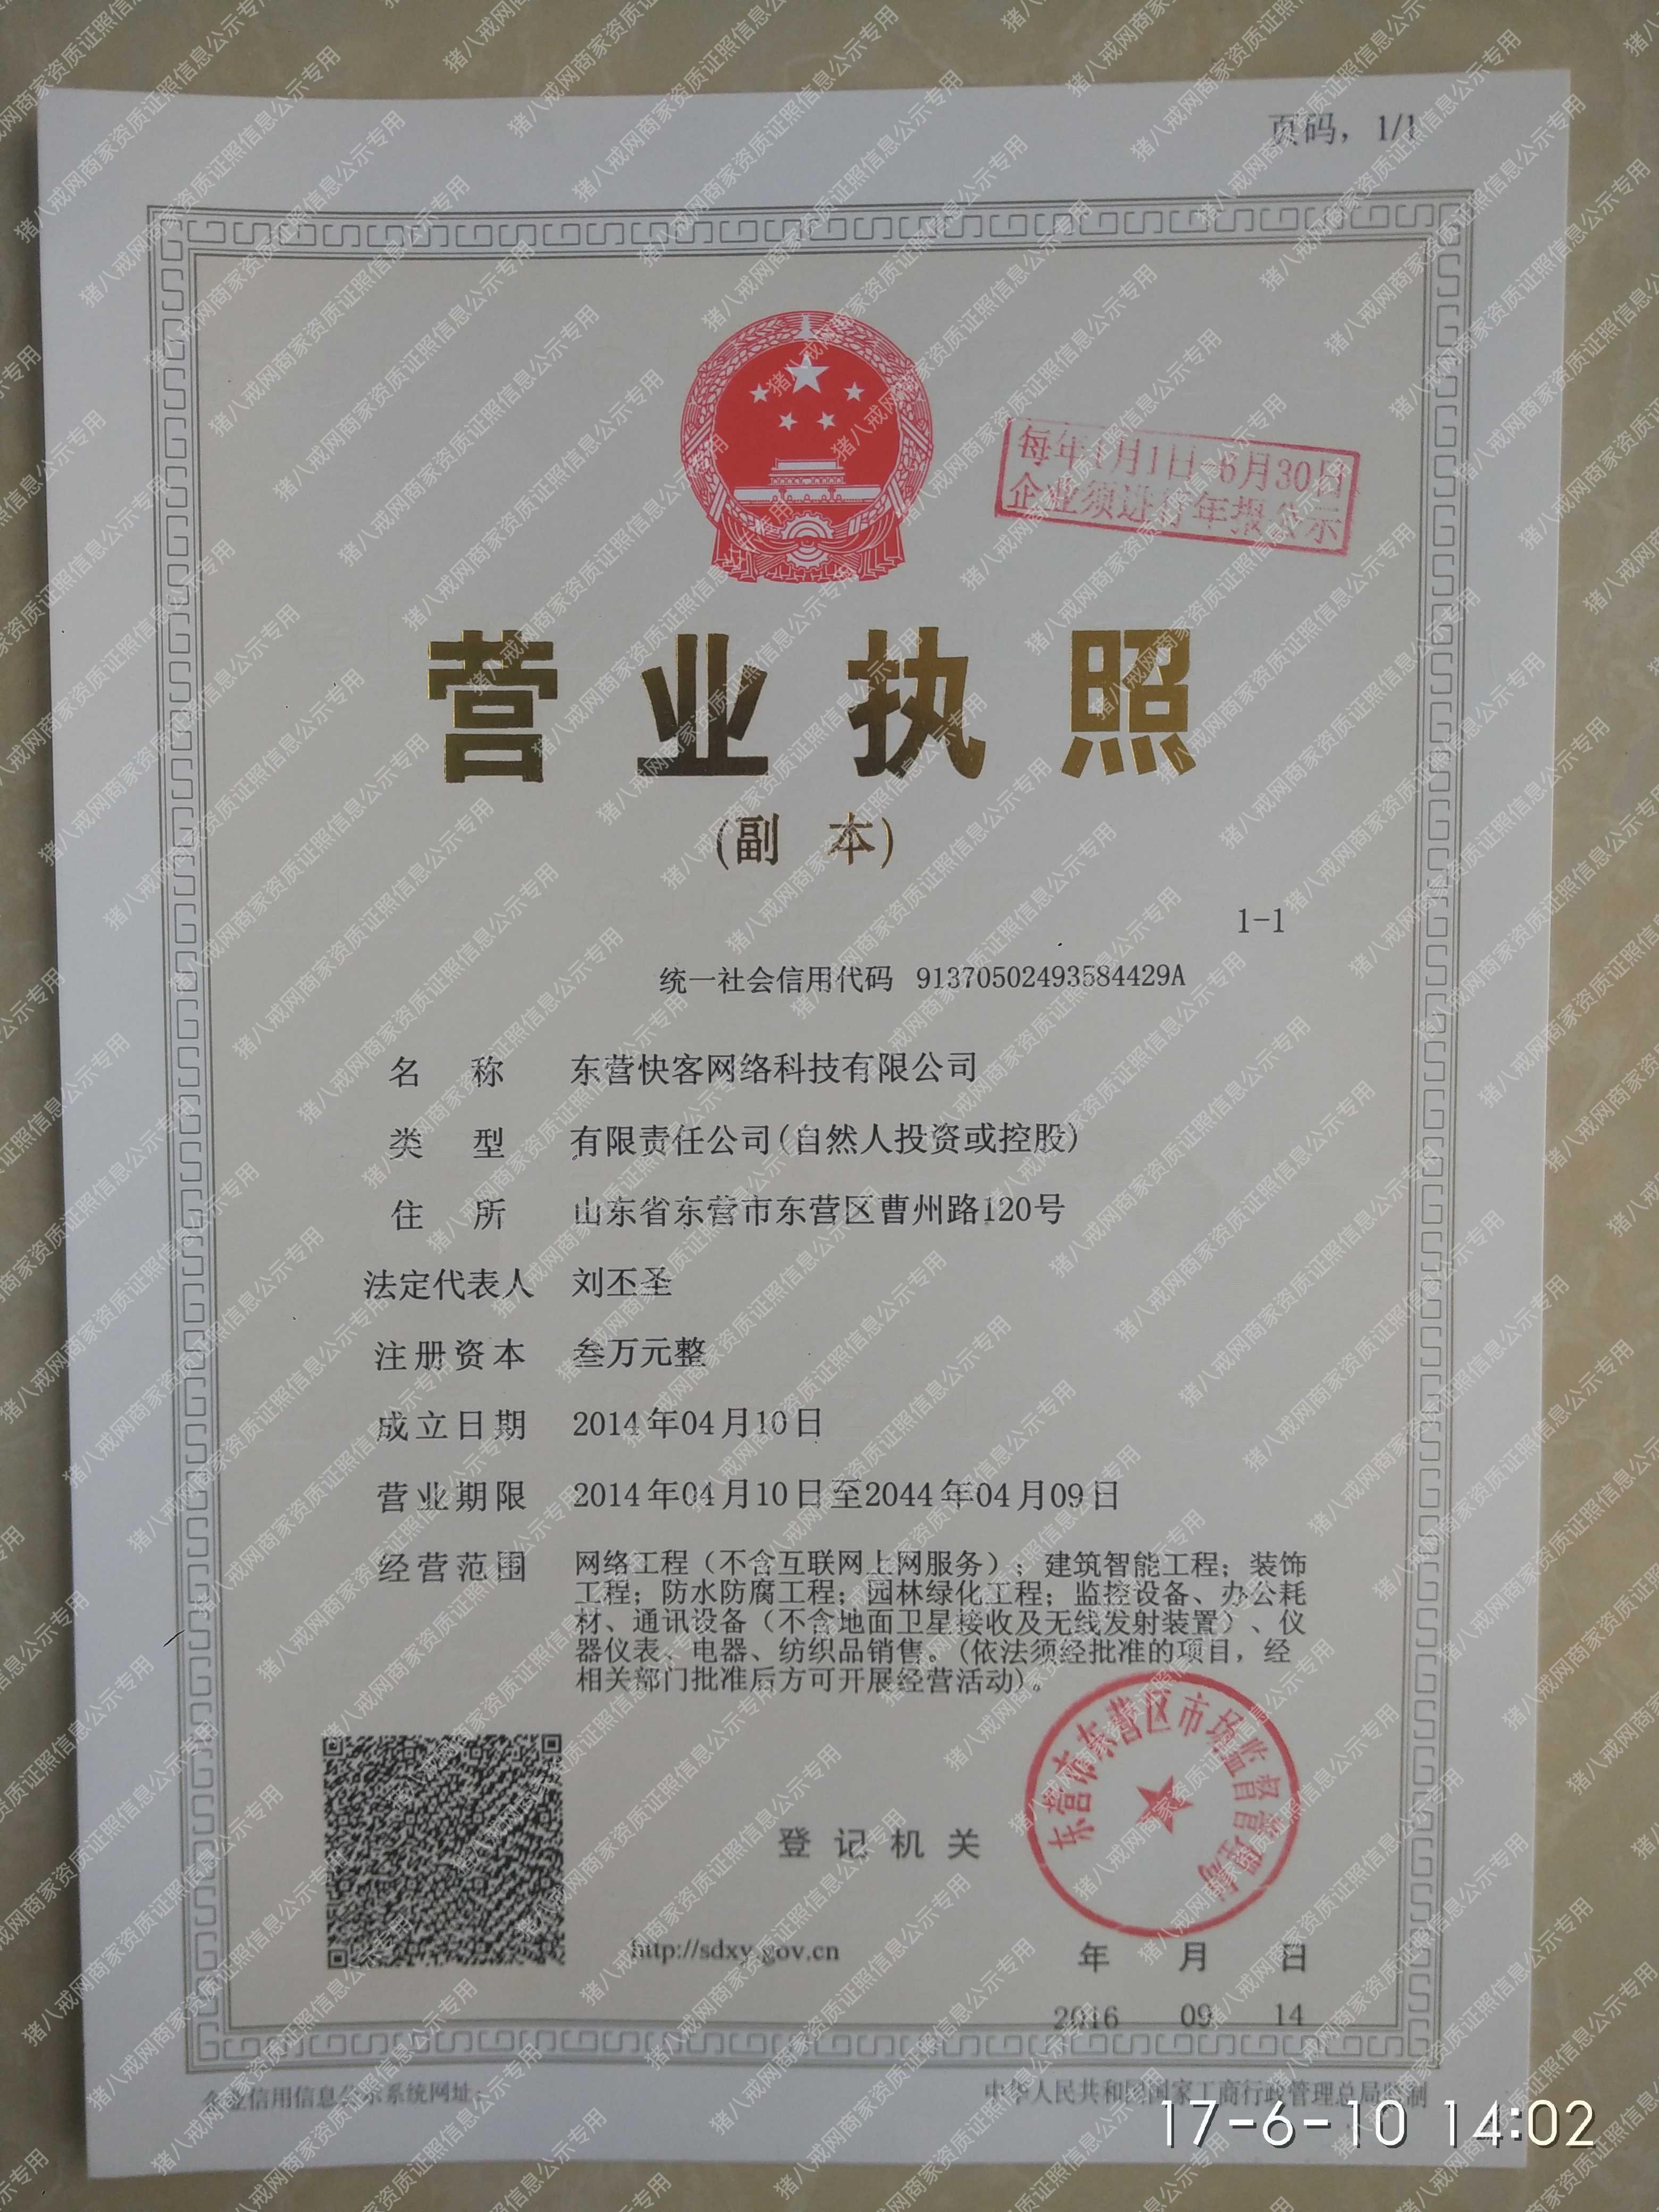 页码，1/1
每年1月1日-6月30日
企业须进行年报公示
营业执照
(副 本)
1-1
统一社会信用代码 91370502493584429A
名 称 东营快客网络科技有限公司
类 型 有限责任公司(自然人投资或控股)
住 所 山东省东营市东营区曹州路120号
法定代表人 刘丕圣
注册资本 叁万元整
成立日期 2014年04月10日
营业期限 2014年04月10日至2044年04月09日
经营范围 网络工程（不含互联网上网服务）；建筑智能工程；装饰
工程；防水防腐工程；园林绿化工程；监控设备、办公耗
材、通讯设备（不含地面卫星接收及无线发射装置）、仪
器仪表、电器、纺织品销售。(依法须经批准的项目，经
相关部门批准后方可开展经营活动)。
东营市东营区市场监督管理局
登记机关
http://sdxy.gov.cn
年 月 日
2016 09 14
企业信用信息公示系统网址：
中华人民共和国国家工商行政管理总局监制
17-6-10 14:02
猪八戒网商家资质证照信息公示专用